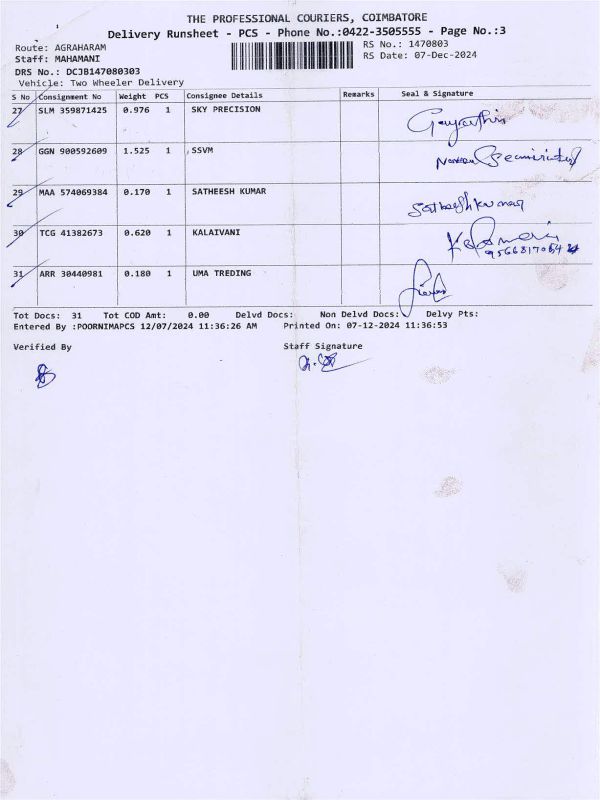 THE PROFESSIONAL COURIERS, COIMBATORE
Delivery Runsheet - PCS - Phone No.:0422-3505555 - Page No.:3
Route: AGRAHARAM RS No.: 1470803
Staff: MAHAMANI RS Date: 07-Dec-2024
DRS No.: DCJB147080303
Vehicle: Two Wheeler Delivery
S No Consignment No Weight PCS Consignee Details Remarks Seal & Signature
27 SLM 359871425 0.976 1 SKY PRECISION
28 GGN 900592609 1.525 1 SSVM
29 MAA 574069384 0.170 1 SATHEESH KUMAR Satheeshkumar
30 TCG 41382673 0.620 1 KALAIVANI
31 ARR 30440981 0.180 1 UMA TREDING
Tot Docs: 31 Tot COD Amt: 0.00 Delvd Docs: Non Delvd Docs: Delvy Pts:
Entered By :POORNIMAPCS 12/07/2024 11:36:26 AM Printed On: 07-12-2024 11:36:53
Verified By Staff Signature